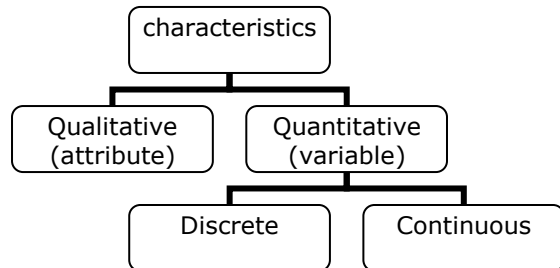 characteristics
Qualitative
(attribute)
Quantitative
(variable)
Discrete
Continuous